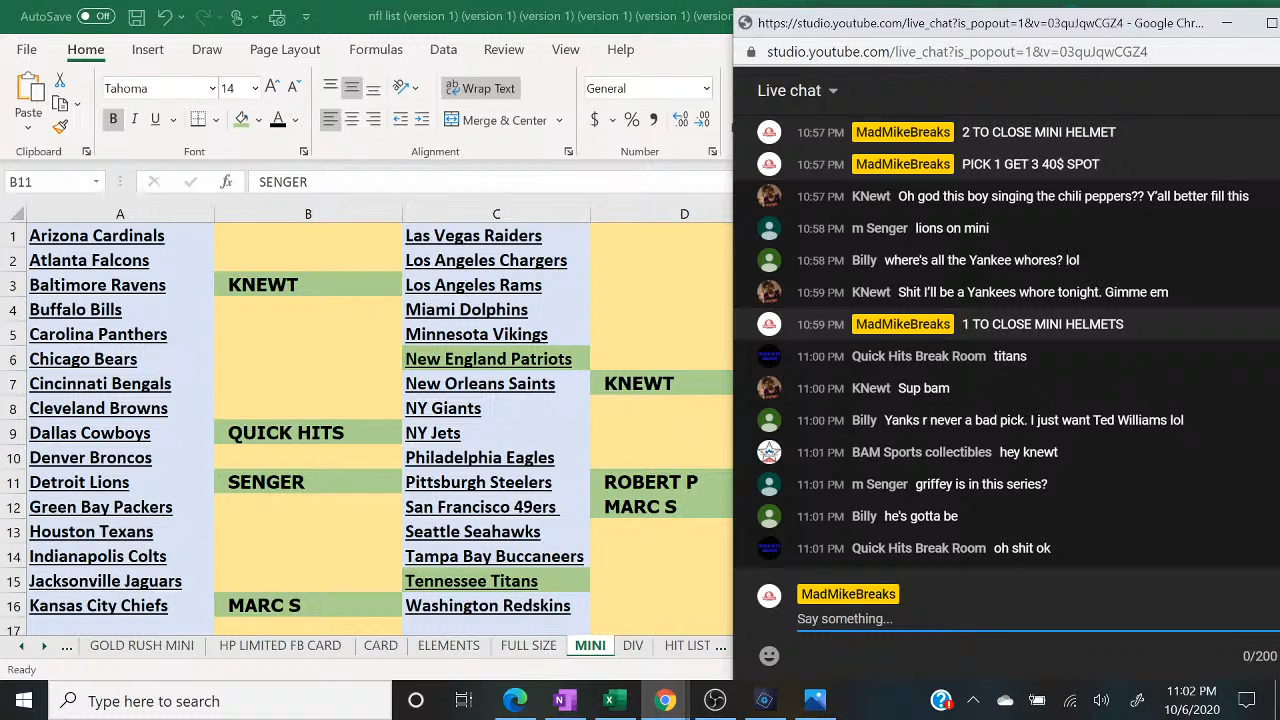 AutoSave Off
nfl list (version 1) (version 1) (version 1)
File Home Insert Page Layout Formulas Data Review View Help
Tahoma 14 Wrap Text General
Paste B I U A Merge & Center $ %
Clipboard Font Alignment Number
B11 fx SENGER
A B C D
1 Arizona Cardinals Las Vegas Raiders
2 Atlanta Falcons Los Angeles Chargers
3 Baltimore Ravens KNEWT Los Angeles Rams
4 Buffalo Bills Miami Dolphins
5 Carolina Panthers Minnesota Vikings
6 Chicago Bears New England Patriots
7 Cincinnati Bengals New Orleans Saints KNEWT
8 Cleveland Browns NY Giants
9 Dallas Cowboys QUICK HITS NY Jets
10 Denver Broncos Philadelphia Eagles
11 Detroit Lions SENGER Pittsburgh Steelers ROBERT P
12 Green Bay Packers San Francisco 49ers MARC S
13 Houston Texans Seattle Seahawks
14 Indianapolis Colts Tampa Bay Buccaneers
15 Jacksonville Jaguars Tennessee Titans
16 Kansas City Chiefs MARC S Washington Redskins
17
... GOLD RUSH MINI HP LIMITED FB CARD CARD ELEMENTS FULL SIZE MINI DIV HIT LIST ...
Ready
https://studio.youtube.com/live_chat?is_popout=1&v=03quJqwCGZ4 - Google Chr...
studio.youtube.com/live_chat?is_popout=1&v=03quJqwCGZ4
Live chat
10:57 PM MadMikeBreaks 2 TO CLOSE MINI HELMET
10:57 PM MadMikeBreaks PICK 1 GET 3 40$ SPOT
10:57 PM KNewt Oh god this boy singing the chili peppers?? Y'all better fill this
10:58 PM m Senger lions on mini
10:58 PM Billy where's all the Yankee whores? lol
10:59 PM KNewt Shit I'll be a Yankees whore tonight. Gimme em
10:59 PM MadMikeBreaks 1 TO CLOSE MINI HELMETS
11:00 PM Quick Hits Break Room titans
11:00 PM KNewt Sup bam
11:00 PM Billy Yanks r never a bad pick. I just want Ted Williams lol
11:01 PM BAM Sports collectibles hey knewt
11:01 PM m Senger griffey is in this series?
11:01 PM Billy he's gotta be
11:01 PM Quick Hits Break Room oh shit ok
MadMikeBreaks
Say something...
0/200
Type here to search
11:02 PM
10/6/2020